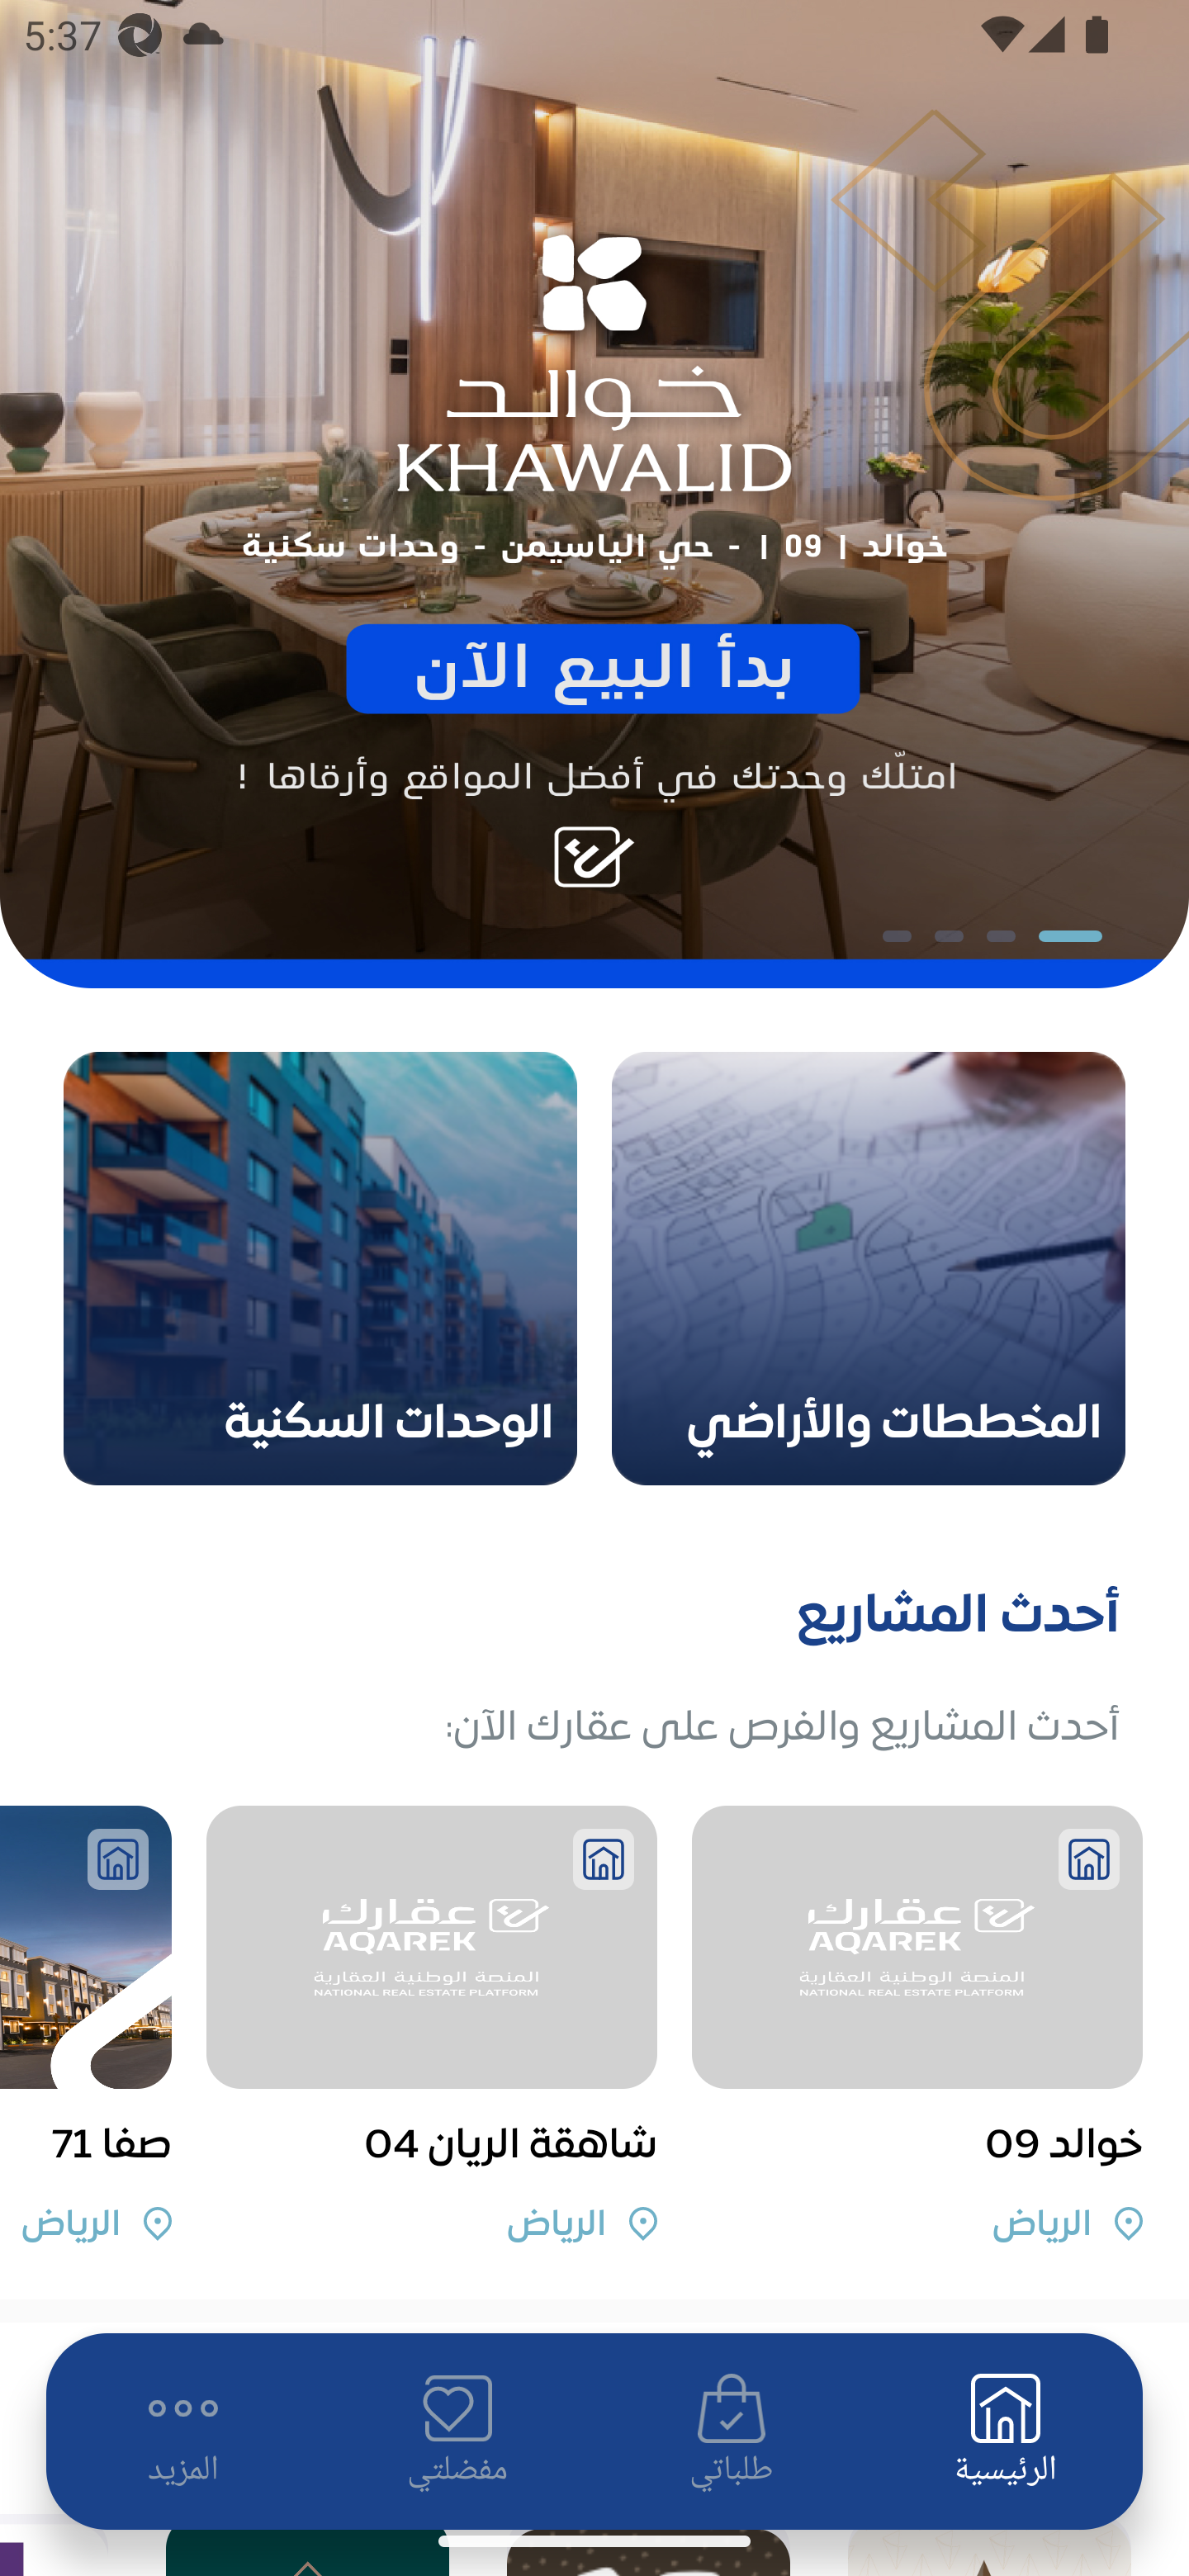 5:37
خوالد
KHAWALID
خوالد | 09 | - حي الياسيمن - وحدات سكنية
بدأ البيع الآن
امتلّك وحدتك في أفضل المواقع وأرقاها !
المخططات والأراضي
الوحدات السكنية
أحدث المشاريع
أحدث المشاريع والفرص على عقارك الآن:
عقارك
AQAREK
المنصة الوطنية العقارية
NATIONAL REAL ESTATE PLATFORM
عقارك
AQAREK
المنصة الوطنية العقارية
NATIONAL REAL ESTATE PLATFORM
خوالد 09
شاهقة الريان 04
صفا 71
الرياض
الرياض
الرياض
الرئيسية
طلباتي
مفضلتي
المزيد